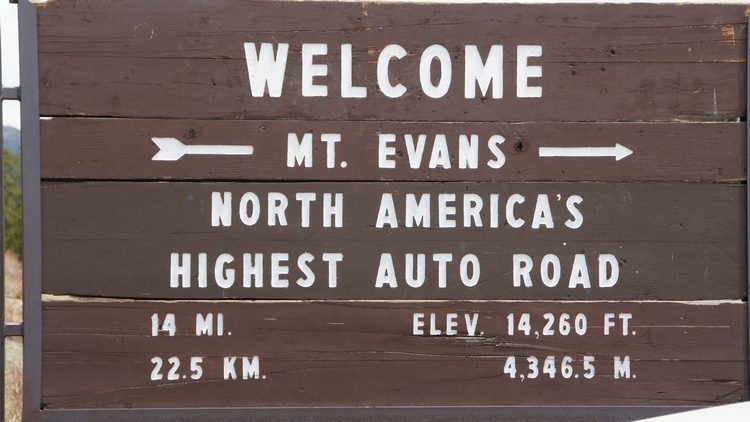 WELCOME
MT. EVANS
NORTH AMERICA'S
HIGHEST AUTO ROAD
14 MI. ELEV. 14,260 FT.
22.5 KM. 4,346.5 M.